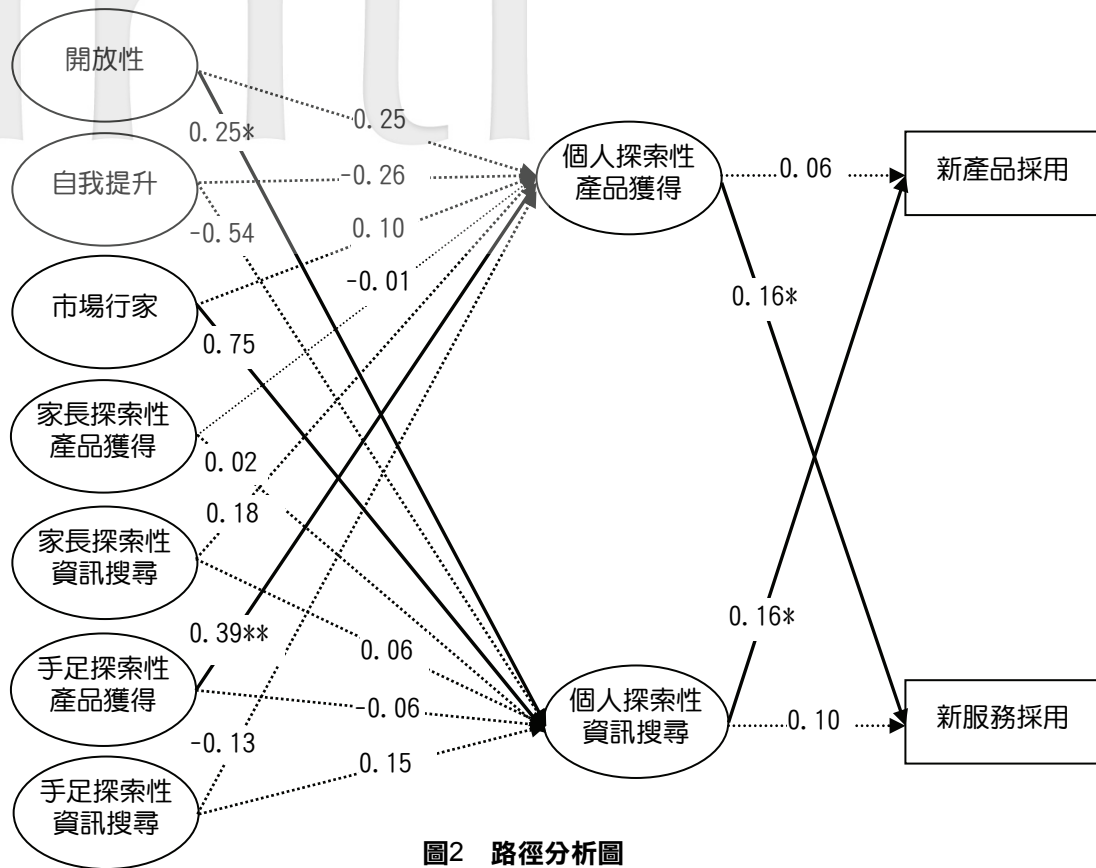 開放性
0.25*
0.25
自我提升
-0.54
-0.26
市場行家
0.75
0.10
家長探索性
產品獲得
0.02
-0.01
家長探索性
資訊搜尋
0.18
0.06
手足探索性
產品獲得
0.39**
-0.06
手足探索性
資訊搜尋
-0.13
0.15
個人探索性
產品獲得
0.06
0.16*
個人探索性
資訊搜尋
0.16*
0.10
新產品採用
新服務採用
圖2 路徑分析圖